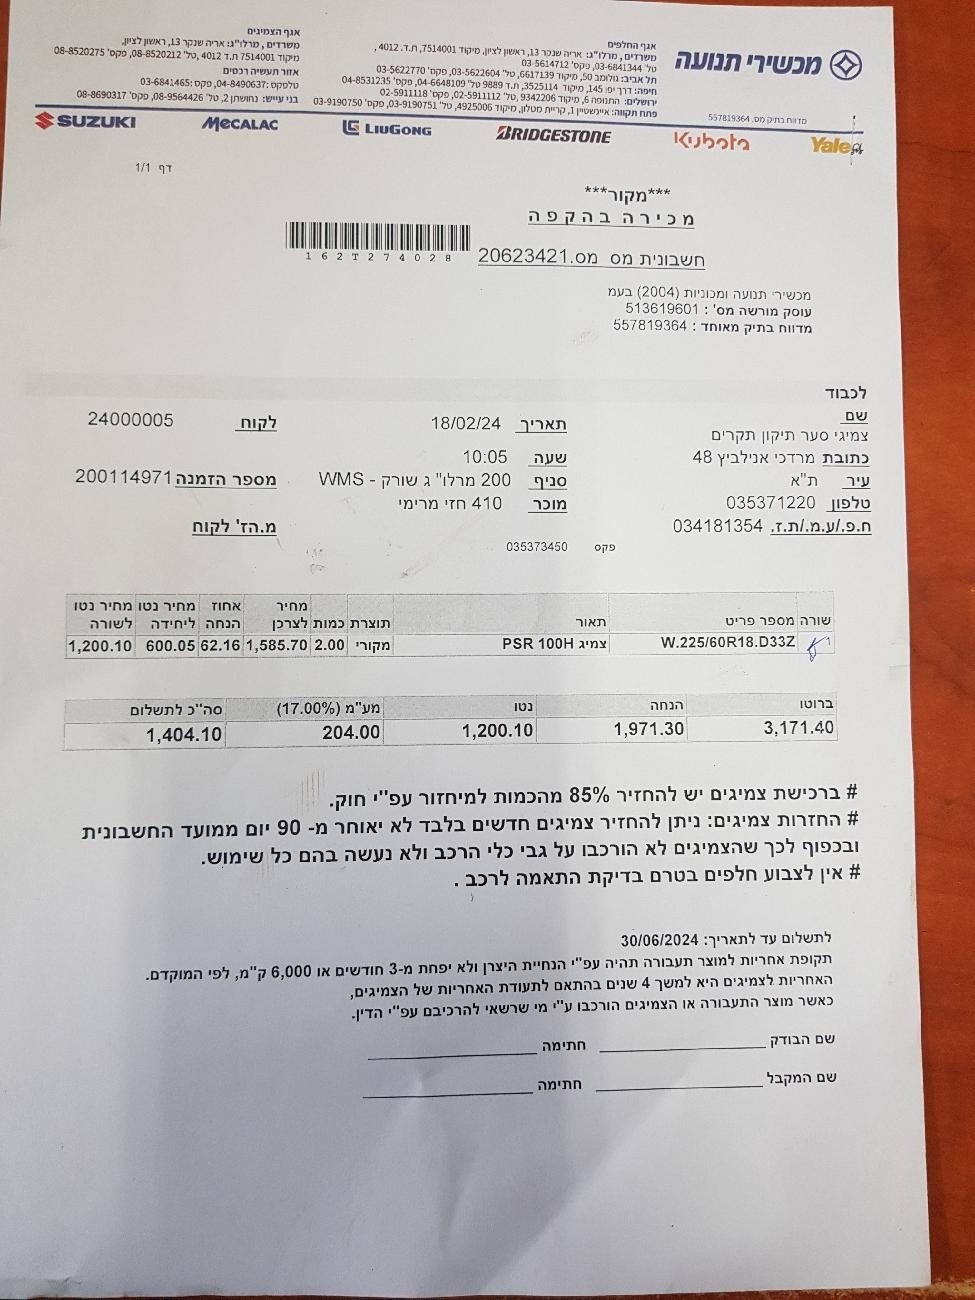 מכשירי תנועה
מדווח בתיק מס. 557819364
אגף החלפים
משרדים, מרלו"ג: אריה שנקר 13, ראשון לציון, מיקוד 7514001, ת.ד. 4012,
טל' 03-6841344, פקס' 03-5614712
תל אביב: גולומב 50, מיקוד 6617139, טל' 03-5622604, פקס' 03-5622770
חיפה: דרך יפו 145, מיקוד 3525114, ת.ד 9889 טל' 04-6648109, פקס' 04-8531235
ירושלים: התנופה 6, מיקוד 9342206, טל' 02-5911112, פקס' 02-5911118
פתח תקווה: איינשטיין 1, קריית מטלון, מיקוד 4925006, טל' 03-9190751, פקס' 03-9190750
אגף הצמיגים
משרדים, מרלו"ג: אריה שנקר 13, ראשון לציון,
מיקוד 7514001 ת.ד 4012, טל' 08-8520212, פקס' 08-8520275
אזור תעשיה רכסים
טלפקס: 04-8490637, פקס: 03-6841465
בני עייש: נחושתן 2, טל' 08-9564426, פקס' 08-8690317
SUZUKI MECALAC LIUGONG BRIDGESTONE Kubota Yale
דף 1/1
***מקור***
מכירה בהקפה
חשבונית מס מס.20623421
162T274028
מכשירי תנועה ומכוניות (2004) בעמ
עוסק מורשה מס' : 513619601
מדווח בתיק מאוחד : 557819364
לכבוד
שם
צמיגי סער תיקון תקרים
כתובת מרדכי אנילביץ 48
עיר ת"א
טלפון 035371220
ח.פ./ע.מ./ת.ז. 034181354
פקס 035373450
תאריך 18/02/24
שעה 10:05
סניף 200 מרלו"ג שורק - WMS
מוכר 410 חזי מרימי
לקוח 24000005
מספר הזמנה 200114971
מ.הז' לקוח
שורה מספר פריט תאור תוצרת כמות מחיר לצרכן אחוז הנחה מחיר נטו ליחידה מחיר נטו לשורה
1 W.225/60R18.D33Z צמיג PSR 100H מקורי 2.00 1,585.70 62.16 600.05 1,200.10
ברוטו הנחה נטו מע"מ (17.00%) סה"כ לתשלום
3,171.40 1,971.30 1,200.10 204.00 1,404.10
# ברכישת צמיגים יש להחזיר 85% מהכמות למיחזור עפ"י חוק.
# החזרות צמיגים: ניתן להחזיר צמיגים חדשים בלבד לא יאוחר מ- 90 יום ממועד החשבונית
ובכפוף לכך שהצמיגים לא הורכבו על גבי כלי הרכב ולא נעשה בהם כל שימוש.
# אין לצבוע חלפים בטרם בדיקת התאמה לרכב .
לתשלום עד לתאריך: 30/06/2024
תקופת אחריות למוצר תעבורה תהיה עפ"י הנחיית היצרן ולא יפחת מ-3 חודשים או 6,000 ק"מ, לפי המוקדם.
האחריות לצמיגים היא למשך 4 שנים בהתאם לתעודת האחריות של הצמיגים,
כאשר מוצר התעבורה או הצמיגים הורכבו ע"י מי שרשאי להרכיבם עפ"י הדין.
שם הבודק ____________ חתימה ____________
שם המקבל ____________ חתימה ____________